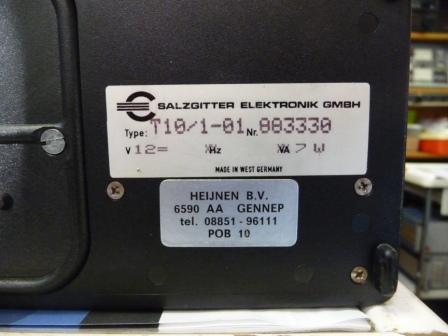 SALZGITTER ELEKTRONIK GMBH
Type: T10/1-01 Nr. 883330
V 12= Hz VA 7 W
MADE IN WEST GERMANY
HEIJNEN B.V.
6590 AA GENNEP
tel. 08851 - 96111
POB 10